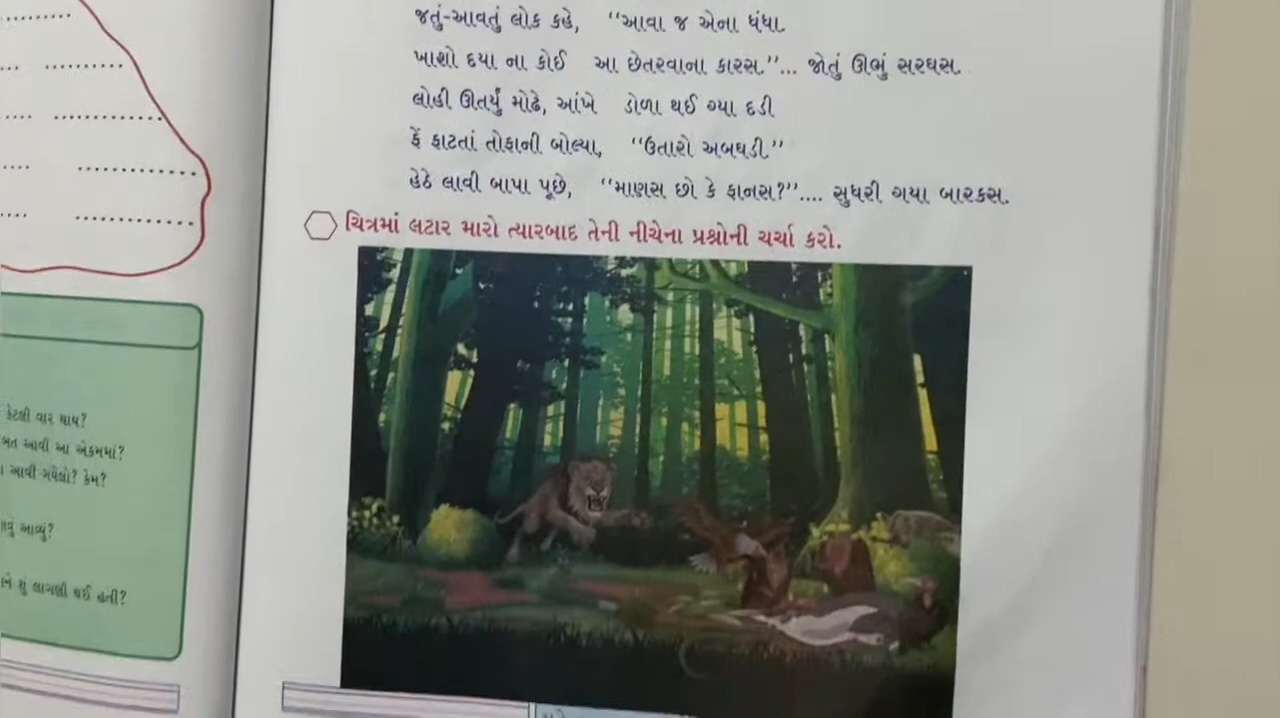 જતું-આવતું લોક કહે, “આવા જ એના ધંધા.
ખાશો દયા ના કોઈ આ છેતરવાના કારસ.”... જોતું ઊભું સરઘસ.
લોહી ઊતર્યું મોઢે, આંખે ડોળા થઈ ગ્યા દડી
ફેં ફાટતાં તોફાની બોલ્યા, “ઉતારો અબઘડી.”
હેઠે લાવી બાપા પૂછે, “માણસ છો કે ફાનસ?”.... સુધરી ગયા બારકસ.
ચિત્રમાં લટાર મારો ત્યારબાદ તેની નીચેના પ્રશ્નોની ચર્ચા કરો.
કેટલી વાર થાય?
આવી આ એકમમાં?
આવી ગયેલો? કેમ?
આવ્યું?
શું લાગણી થઈ હતી?